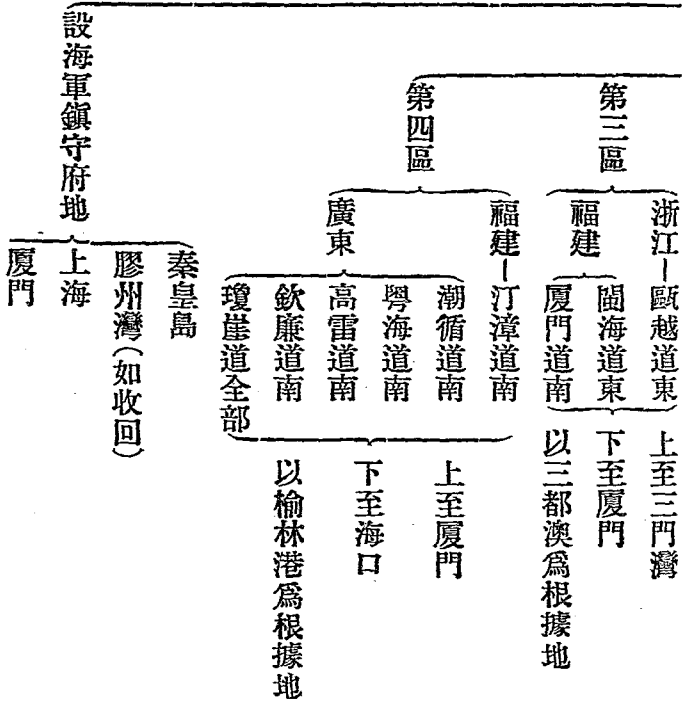 第三區
浙江—甌越道東
福建
閩海道東
厦門道南
上至三門灣
下至厦門
以三都澳爲根據地
第四區
福建—汀漳道南
廣東
潮循道南
粤海道南
高雷道南
欽廉道南
瓊崖道全部
上至厦門
下至海口
以榆林港爲根據地
設海軍鎮守府地
秦皇島
膠州灣(如收回)
上海
厦門